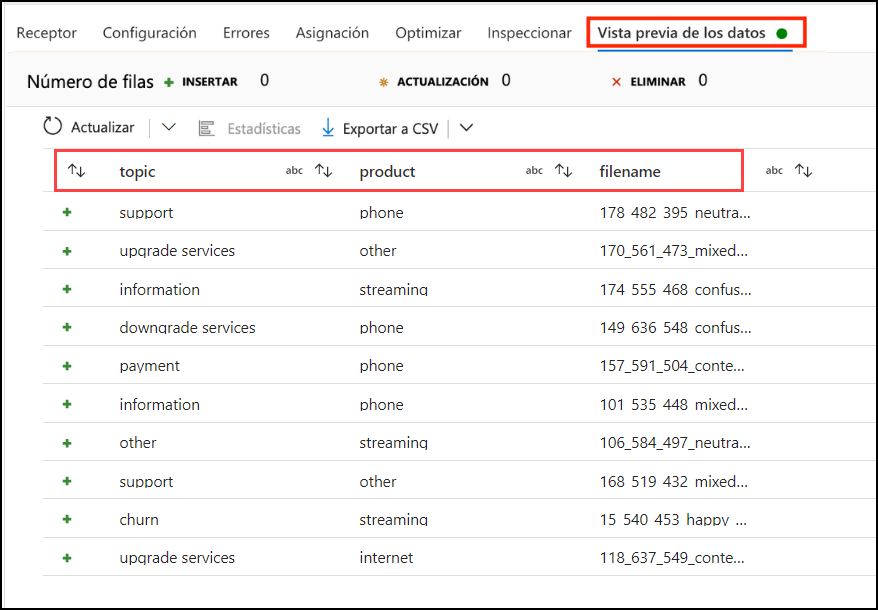 Receptor Configuración Errores Asignación Optimizar Inspeccionar Vista previa de los datos
Número de filas INSERTAR 0 ACTUALIZACIÓN 0 ELIMINAR 0
Actualizar Estadísticas Exportar a CSV
topic abc product abc filename abc
support phone 178_482_395_neutra...
upgrade services other 170_561_473_mixed...
information streaming 174_555_468_confus...
downgrade services phone 149_636_548_confus...
payment phone 157_591_504_conte...
information phone 101_535_448_mixed...
other streaming 106_584_497_neutra...
support other 168_519_432_mixed...
churn streaming 15_540_453_happy_...
upgrade services internet 118_637_549_conte...